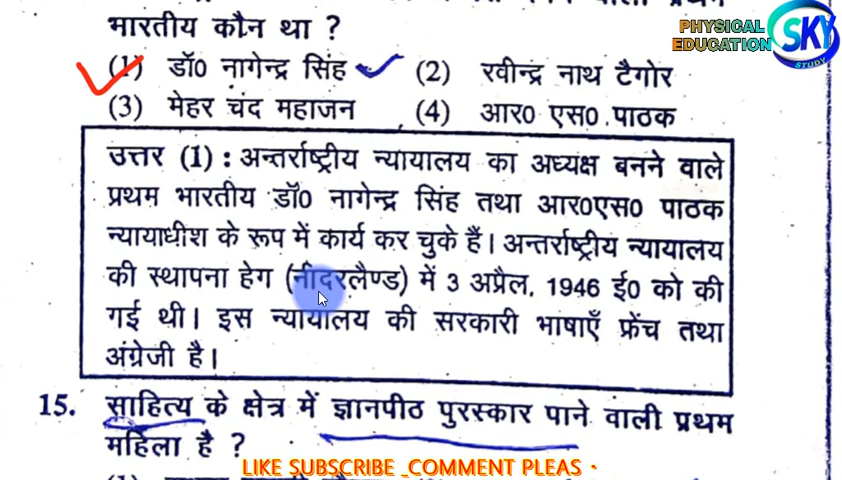 भारतीय कौन था ?
(1) डॉ0 नागेन्द्र सिंह (2) रवीन्द्र नाथ टैगोर
(3) मेहर चंद महाजन (4) आर0 एस0 पाठक
उत्तर (1) : अन्तर्राष्ट्रीय न्यायालय का अध्यक्ष बनने वाले
प्रथम भारतीय डॉ0 नागेन्द्र सिंह तथा आर0एस0 पाठक
न्यायाधीश के रूप में कार्य कर चुके हैं। अन्तर्राष्ट्रीय न्यायालय
की स्थापना हेग (नीदरलैण्ड) में 3 अप्रैल, 1946 ई0 को की
गई थी। इस न्यायालय की सरकारी भाषाएँ फ्रेंच तथा
अंग्रेजी है।
15. साहित्य के क्षेत्र में ज्ञानपीठ पुरस्कार पाने वाली प्रथम
महिला है ?
PHYSICAL
EDUCATION
SKY
STUDY
LIKE SUBSCRIBE _COMMENT PLEAS